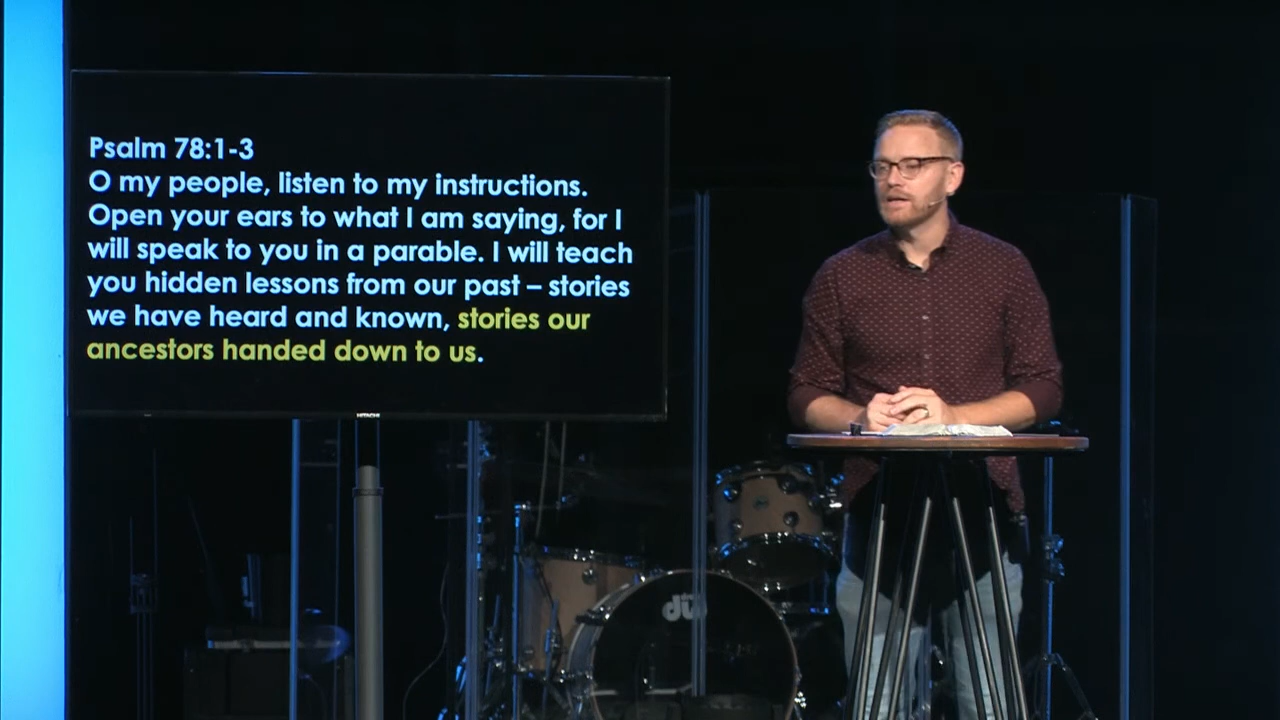 Psalm 78:1-3
O my people, listen to my instructions.
Open your ears to what I am saying, for I
will speak to you in a parable. I will teach
you hidden lessons from our past – stories
we have heard and known, stories our
ancestors handed down to us.
HITACHI
dw